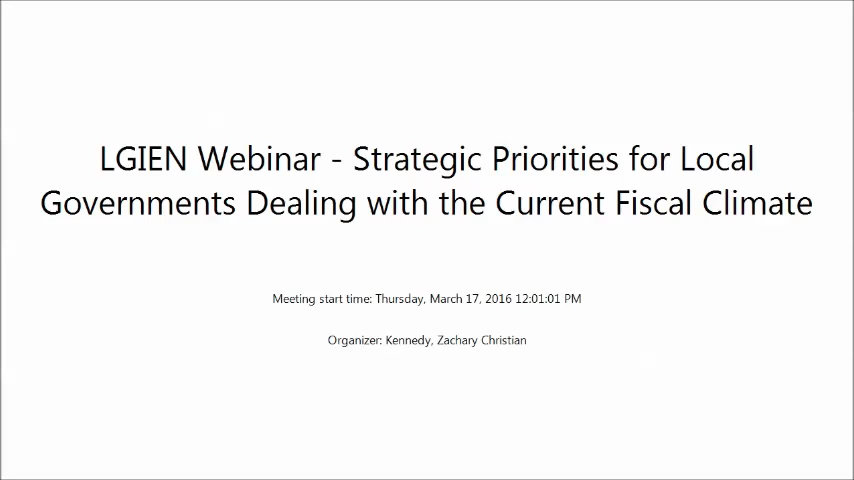 LGIEN Webinar - Strategic Priorities for Local
Governments Dealing with the Current Fiscal Climate
Meeting start time: Thursday, March 17, 2016 12:01:01 PM
Organizer: Kennedy, Zachary Christian